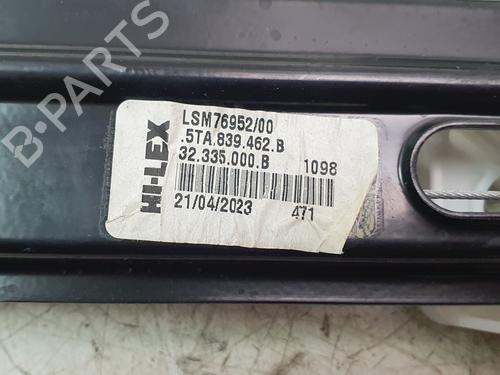 HI-LEX
LSM76952/00
.5TA.839.462.B
32.335.000.B 1098
21/04/2023 471
B-PARTS